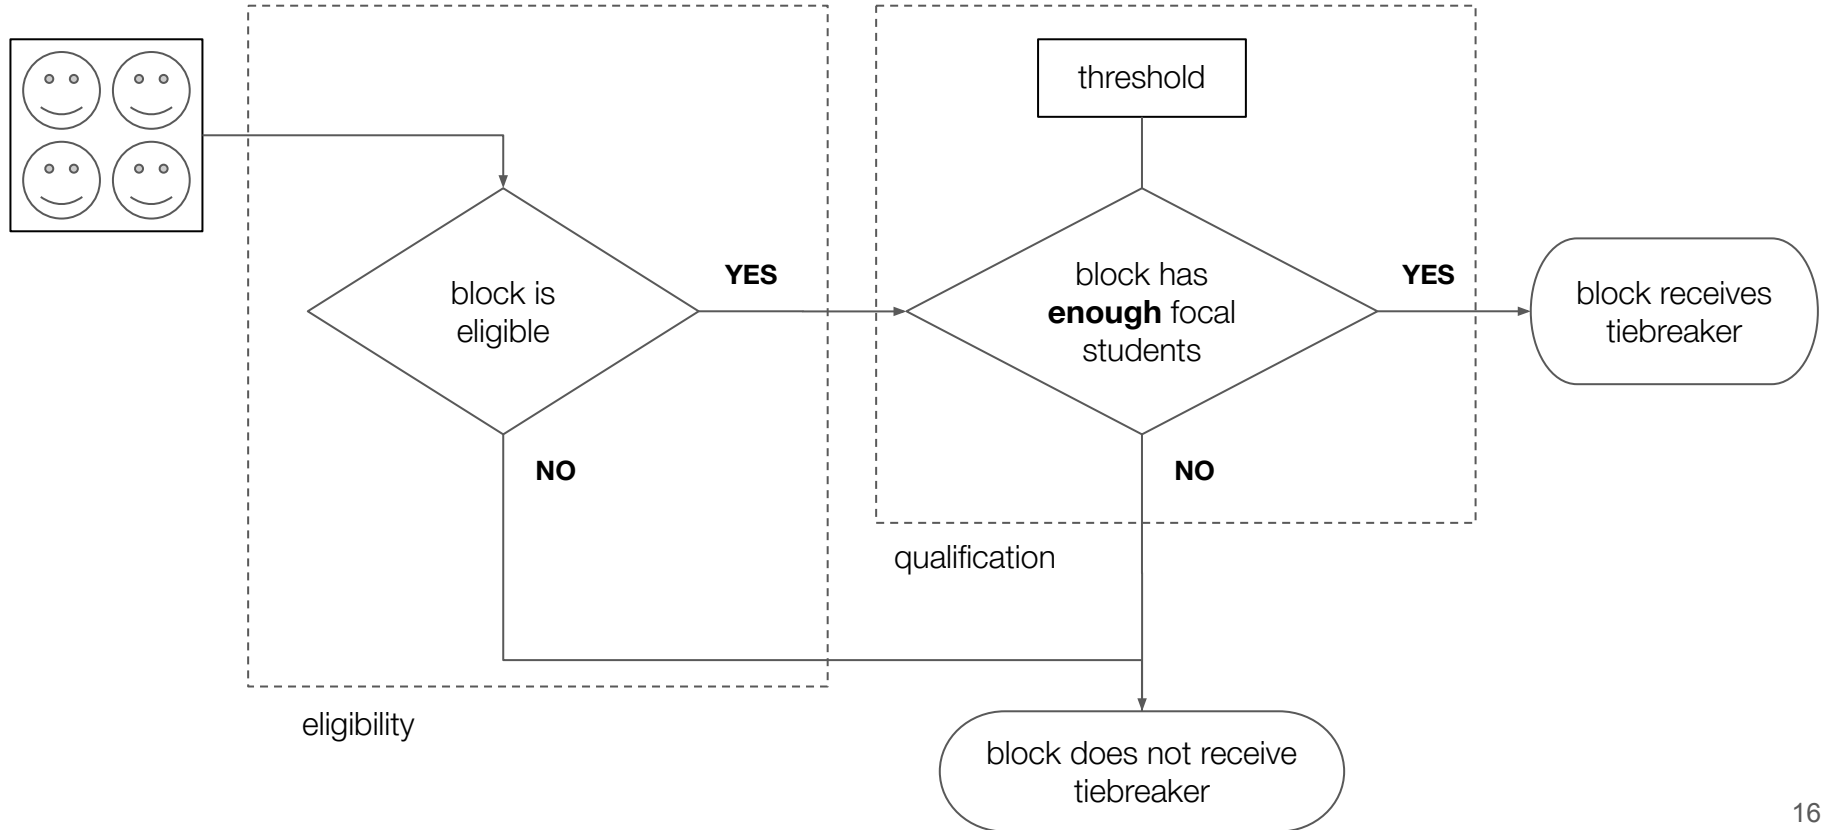 threshold
block is
eligible
YES
block has
enough focal
students
YES
block receives
tiebreaker
NO
NO
qualification
eligibility
block does not receive
tiebreaker
16